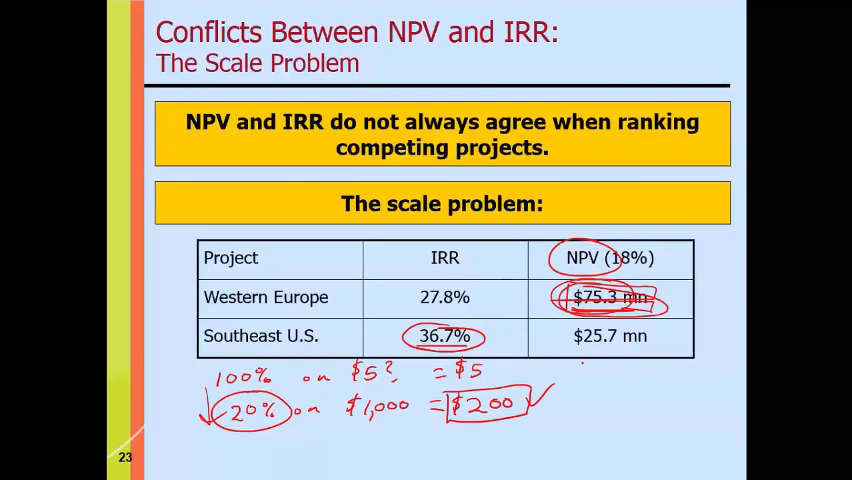 Conflicts Between NPV and IRR:
The Scale Problem
NPV and IRR do not always agree when ranking
competing projects.
The scale problem:
Project IRR NPV (18%)
Western Europe 27.8% $75.3 mn
Southeast U.S. 36.7% $25.7 mn
100% on $5? = $5
20% on $1,000 = $200
23